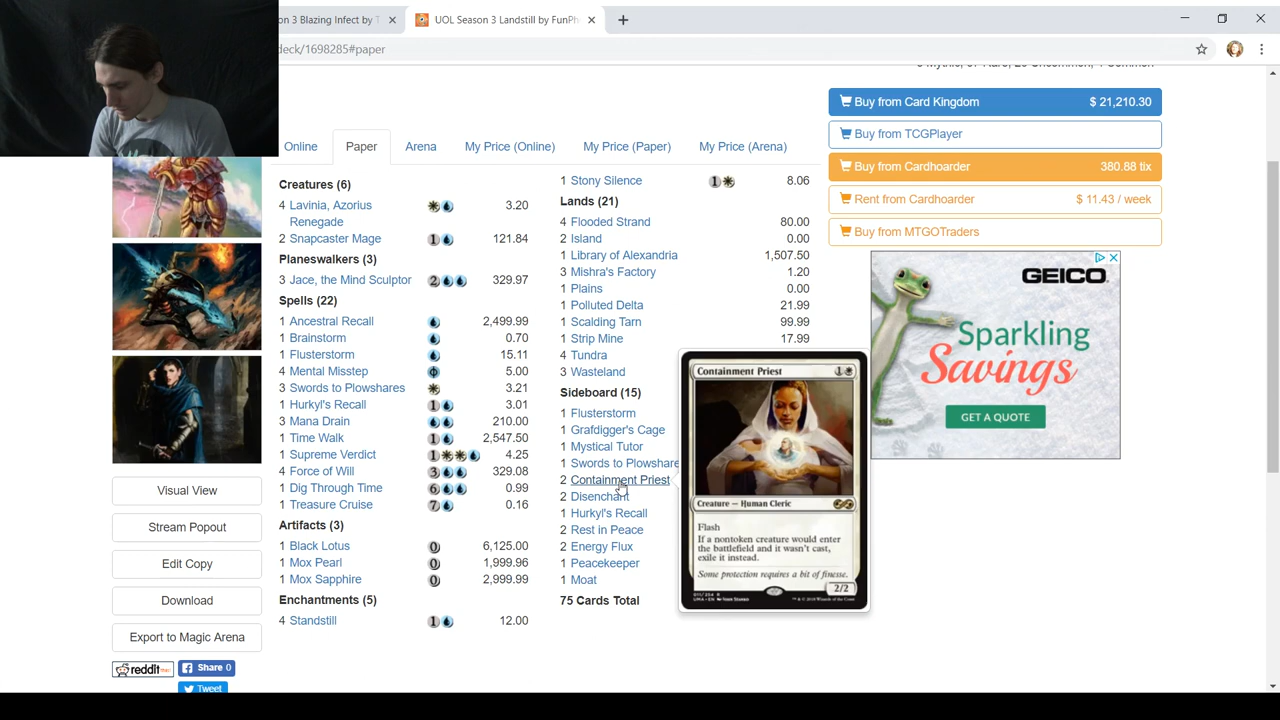 on 3 Blazing Infect by T
UOL Season 3 Landstill by FunPh
deck/1698285#paper
Buy from Card Kingdom $ 21,210.30
Buy from TCGPlayer
Buy from Cardhoarder 380.88 tix
Rent from Cardhoarder $ 11.43 / week
Buy from MTGOTraders
Online Paper Arena My Price (Online) My Price (Paper) My Price (Arena)
Creatures (6)
4 Lavinia, Azorius 3.20
Renegade
2 Snapcaster Mage 1 121.84
Planeswalkers (3)
3 Jace, the Mind Sculptor 2 329.97
Spells (22)
1 Ancestral Recall 2,499.99
1 Brainstorm 0.70
1 Flusterstorm 15.11
4 Mental Misstep 5.00
3 Swords to Plowshares 3.21
1 Hurkyl's Recall 1 3.01
3 Mana Drain 210.00
1 Time Walk 1 2,547.50
1 Supreme Verdict 1 4.25
4 Force of Will 3 329.08
1 Dig Through Time 6 0.99
1 Treasure Cruise 7 0.16
Artifacts (3)
1 Black Lotus 0 6,125.00
1 Mox Pearl 0 1,999.96
1 Mox Sapphire 0 2,999.99
Enchantments (5)
4 Standstill 1 12.00
1 Stony Silence 1 8.06
Lands (21)
4 Flooded Strand 80.00
2 Island 0.00
1 Library of Alexandria 1,507.50
3 Mishra's Factory 1.20
1 Plains 0.00
1 Polluted Delta 21.99
1 Scalding Tarn 99.99
1 Strip Mine 17.99
4 Tundra
3 Wasteland
Sideboard (15)
1 Flusterstorm
1 Grafdigger's Cage
1 Mystical Tutor
1 Swords to Plowshare
2 Containment Priest
2 Disenchant
1 Hurkyl's Recall
2 Rest in Peace
2 Energy Flux
1 Peacekeeper
1 Moat
75 Cards Total
Containment Priest 1
Creature — Human Cleric
Flash
If a nontoken creature would enter
the battlefield and it wasn't cast,
exile it instead.
Some protection requires a bit of finesse.
2/2
GEICO
Sparkling
Savings
GET A QUOTE
Visual View
Stream Popout
Edit Copy
Download
Export to Magic Arena
reddit
Share 0
Tweet